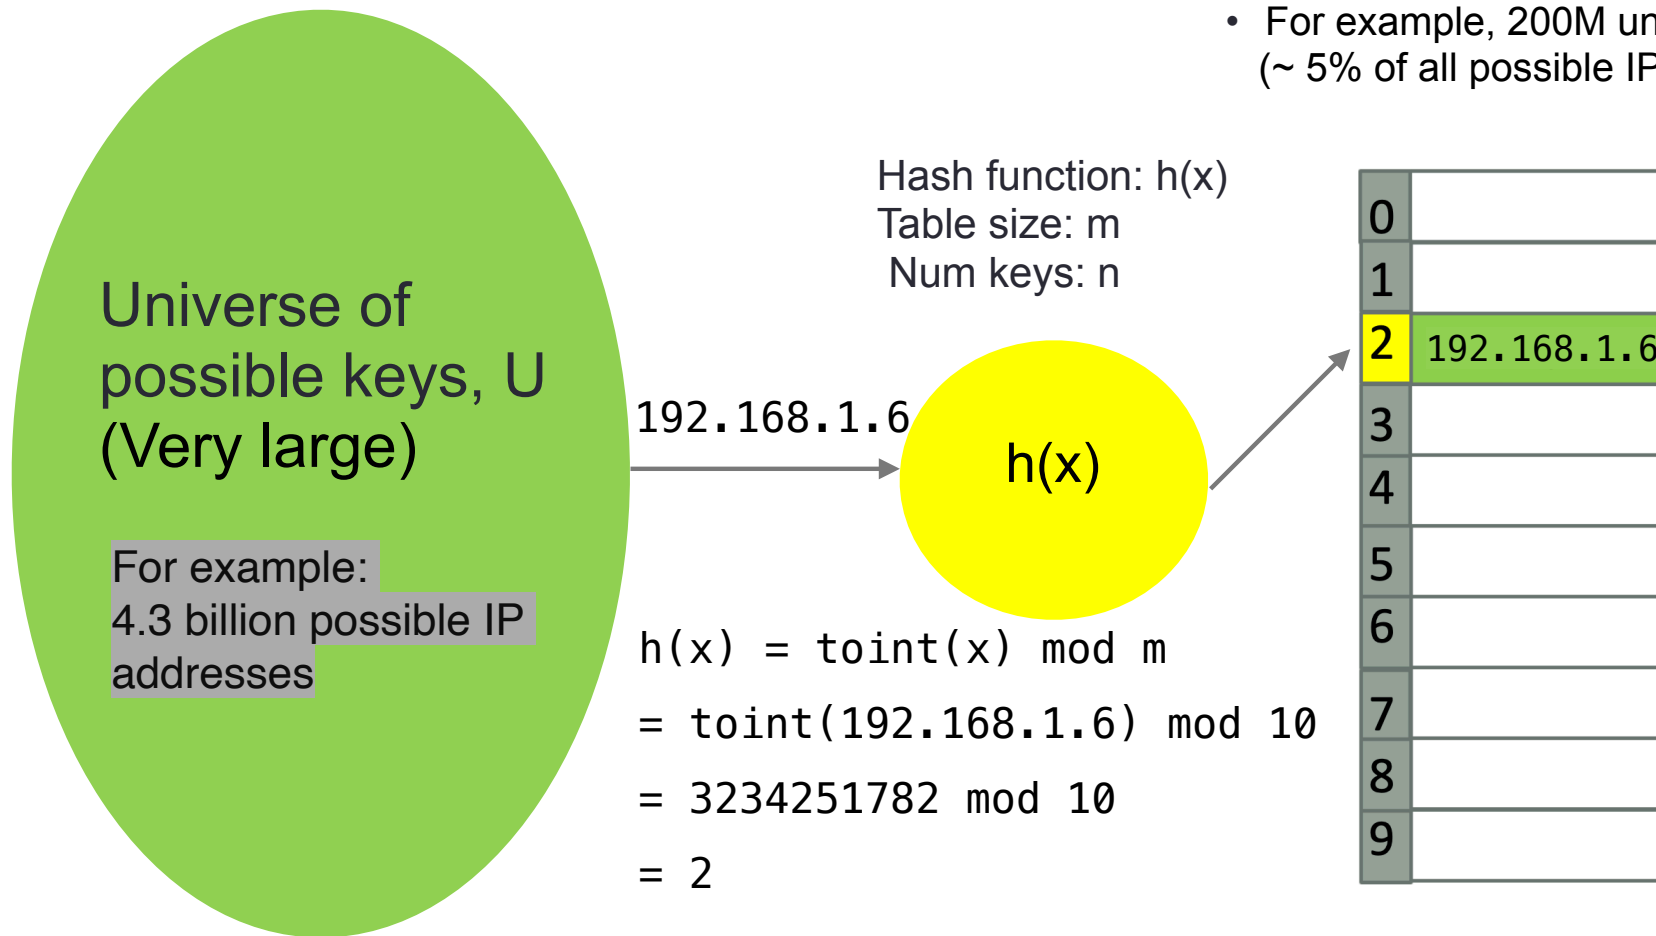 • For example, 200M un
(~ 5% of all possible IP
Hash function: h(x)
Table size: m
Num keys: n
Universe of
possible keys, U
(Very large)
For example:
4.3 billion possible IP
addresses
192.168.1.6
h(x)
h(x) = toint(x) mod m
= toint(192.168.1.6) mod 10
= 3234251782 mod 10
= 2
0
1
2 192.168.1.6
3
4
5
6
7
8
9